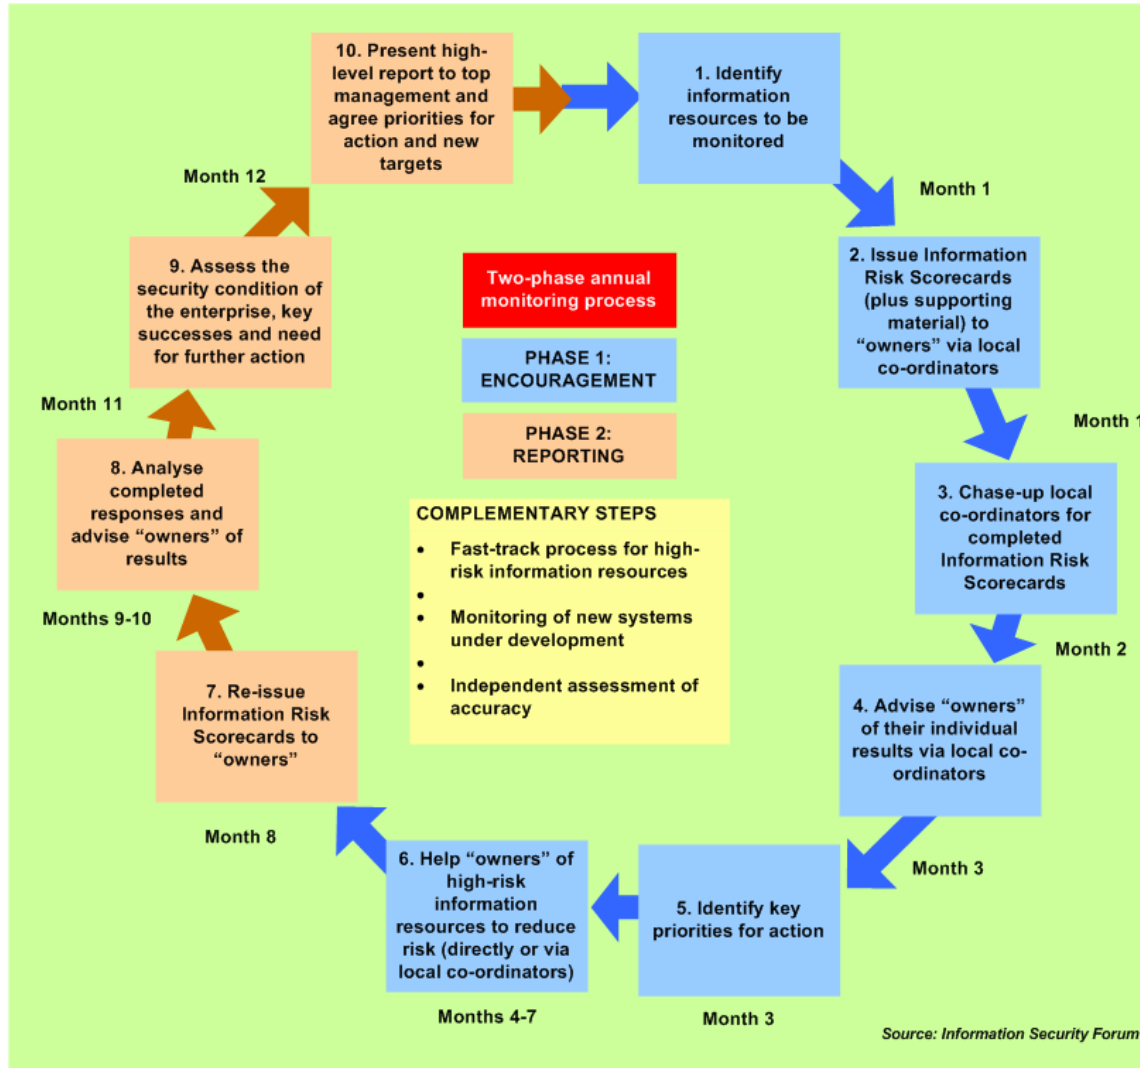 10. Present high-
level report to top
management and
agree priorities for
action and new
targets
1. Identify
information
resources to be
monitored
Month 12
Month 1
9. Assess the
security condition of
the enterprise, key
successes and need
for further action
Two-phase annual
monitoring process
2. Issue Information
Risk Scorecards
(plus supporting
material) to
“owners” via local
co-ordinators
PHASE 1:
ENCOURAGEMENT
Month 11
Month 1
PHASE 2:
REPORTING
8. Analyse
completed
responses and
advise “owners” of
results
3. Chase-up local
co-ordinators for
completed
Information Risk
Scorecards
COMPLEMENTARY STEPS
• Fast-track process for high-
risk information resources
•
• Monitoring of new systems
under development
•
• Independent assessment of
accuracy
Months 9-10
Month 2
7. Re-issue
Information Risk
Scorecards to
“owners”
4. Advise “owners”
of their individual
results via local co-
ordinators
Month 8
Month 3
6. Help “owners” of
high-risk
information
resources to reduce
risk (directly or via
local co-ordinators)
5. Identify key
priorities for action
Months 4-7
Month 3
Source: Information Security Forum